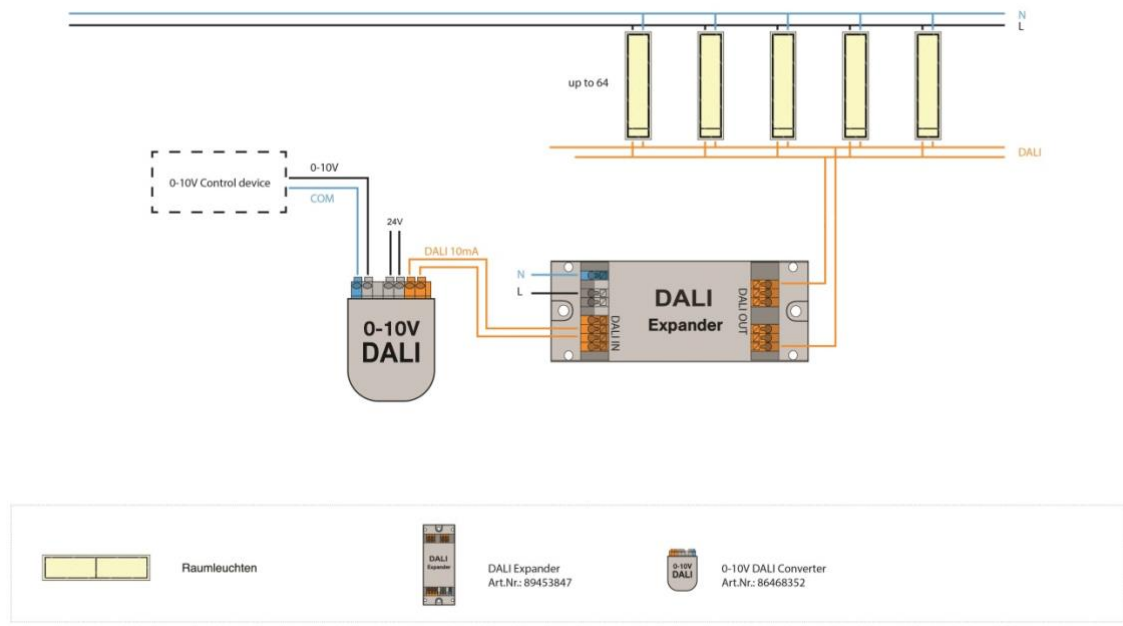 N
L
up to 64
DALI
0-10V Control device
0-10V
COM
24V
DALI 10mA
0-10V
DALI
N
L
DALI IN
DALI
Expander
DALI OUT
Raumleuchten
DALI
Expander
DALI Expander
Art.Nr.: 89453847
0-10V
DALI
0-10V DALI Converter
Art.Nr.: 86468352